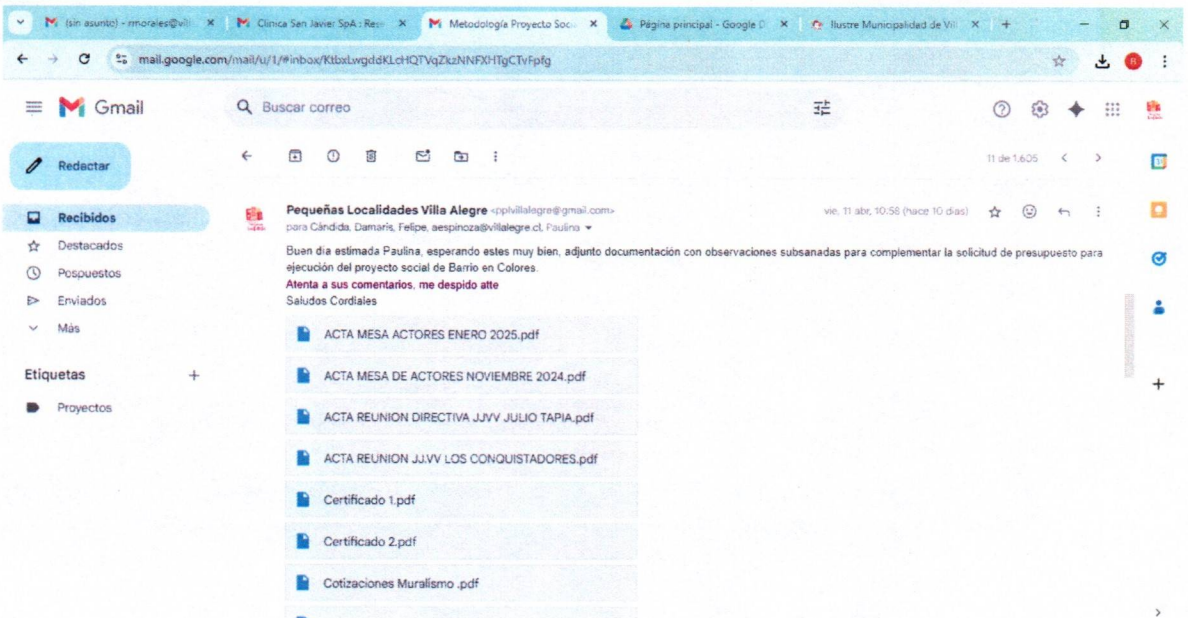 (sin asunto) - rmorales@vill
Clinica San Javier SpA : Res
Metodología Proyecto Soci
Página principal - Google D
Ilustre Municipalidad de Vil
mail.google.com/mail/u/1/#inbox/KtbxLwgddKLcHQTVqZkzNNFXHTgCTvFpfg
Gmail
Buscar correo
Redactar
11 de 1.605
Recibidos
Destacados
Pospuestos
Enviados
Más
Etiquetas
Proyectos
Pequeñas Localidades Villa Alegre <pplvillalegre@gmail.com>
vie, 11 abr, 10:58 (hace 10 días)
para Cándida, Damaris, Felipe, aespinoza@villalegre.cl, Paulina
Buen dia estimada Paulina, esperando estes muy bien, adjunto documentación con observaciones subsanadas para complementar la solicitud de presupuesto para
ejecución del proyecto social de Barrio en Colores.
Atenta a sus comentarios, me despido atte
Saludos Cordiales
ACTA MESA ACTORES ENERO 2025.pdf
ACTA MESA DE ACTORES NOVIEMBRE 2024.pdf
ACTA REUNION DIRECTIVA JJVV JULIO TAPIA.pdf
ACTA REUNION JJ.VV LOS CONQUISTADORES.pdf
Certificado 1.pdf
Certificado 2.pdf
Cotizaciones Muralismo .pdf